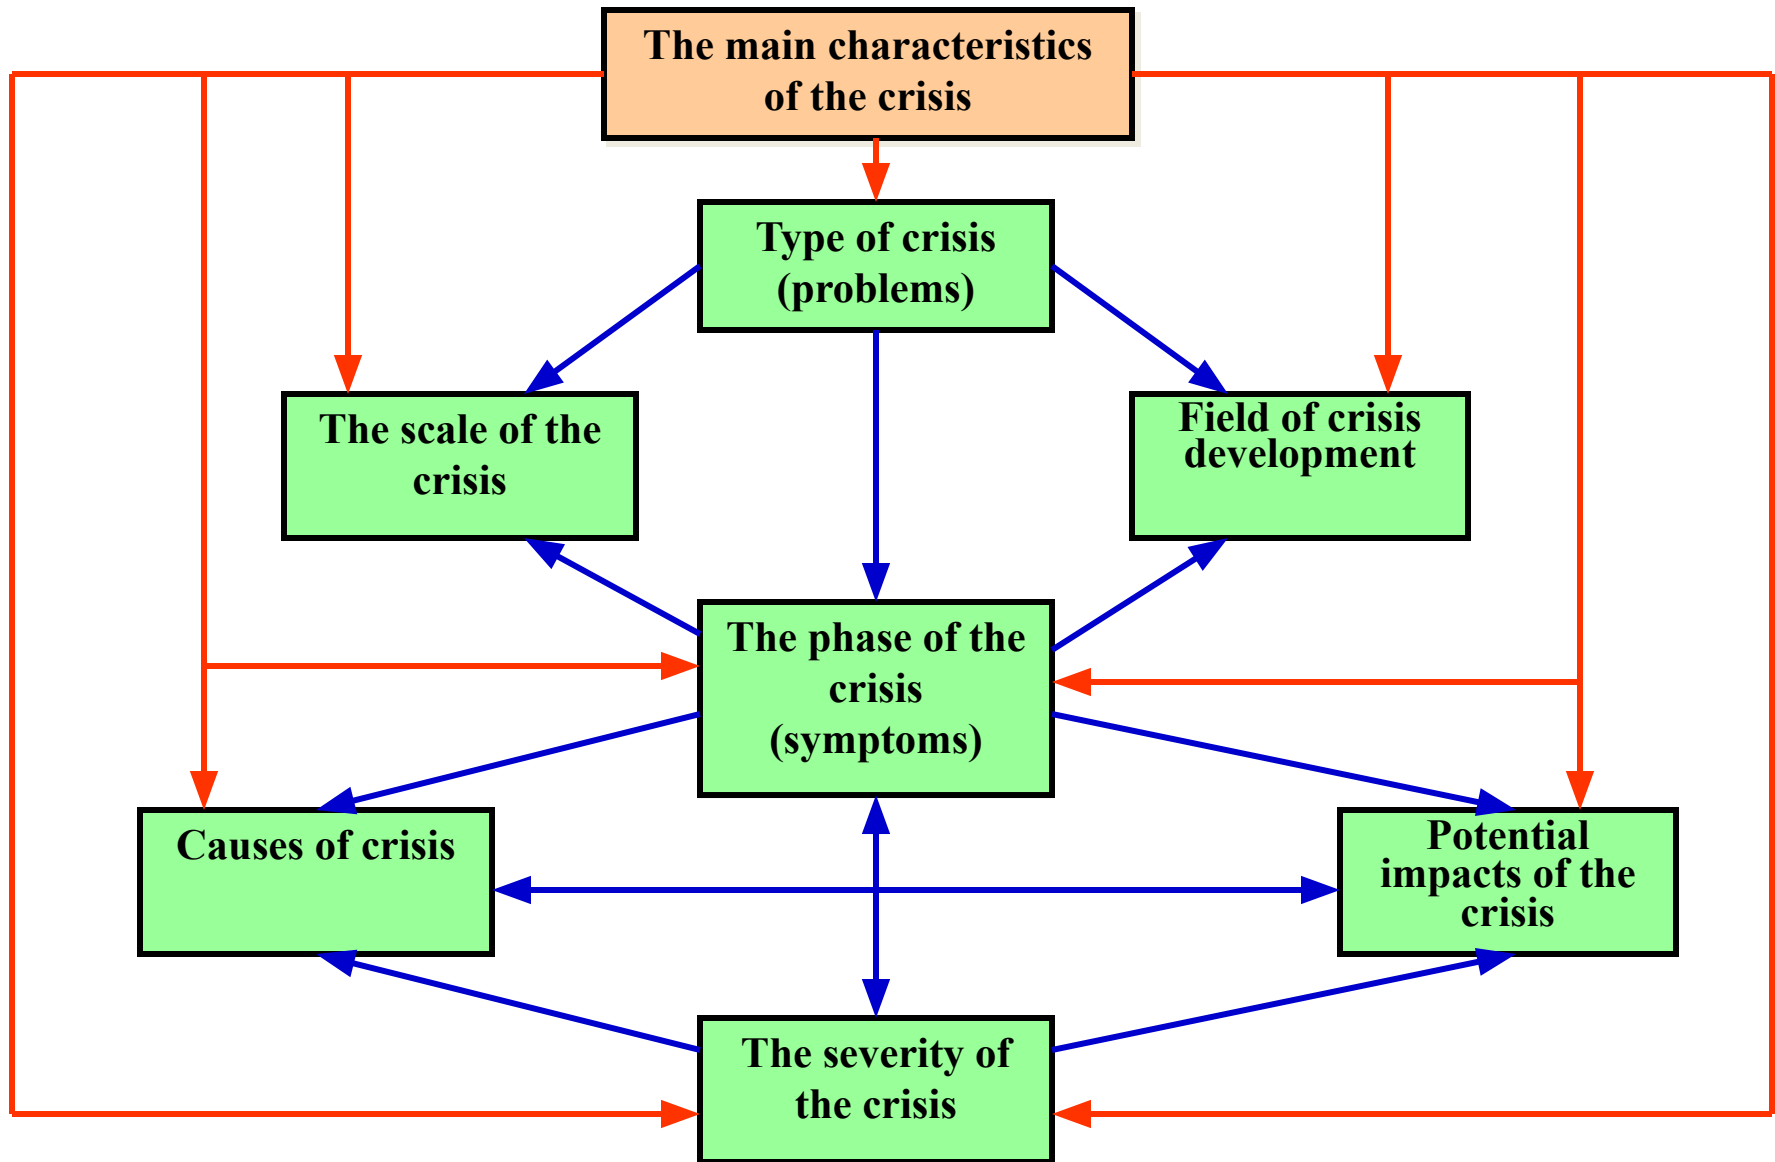 The main characteristics
of the crisis
Type of crisis
(problems)
The scale of the
crisis
Field of crisis
development
The phase of the
crisis
(symptoms)
Causes of crisis
Potential
impacts of the
crisis
The severity of
the crisis